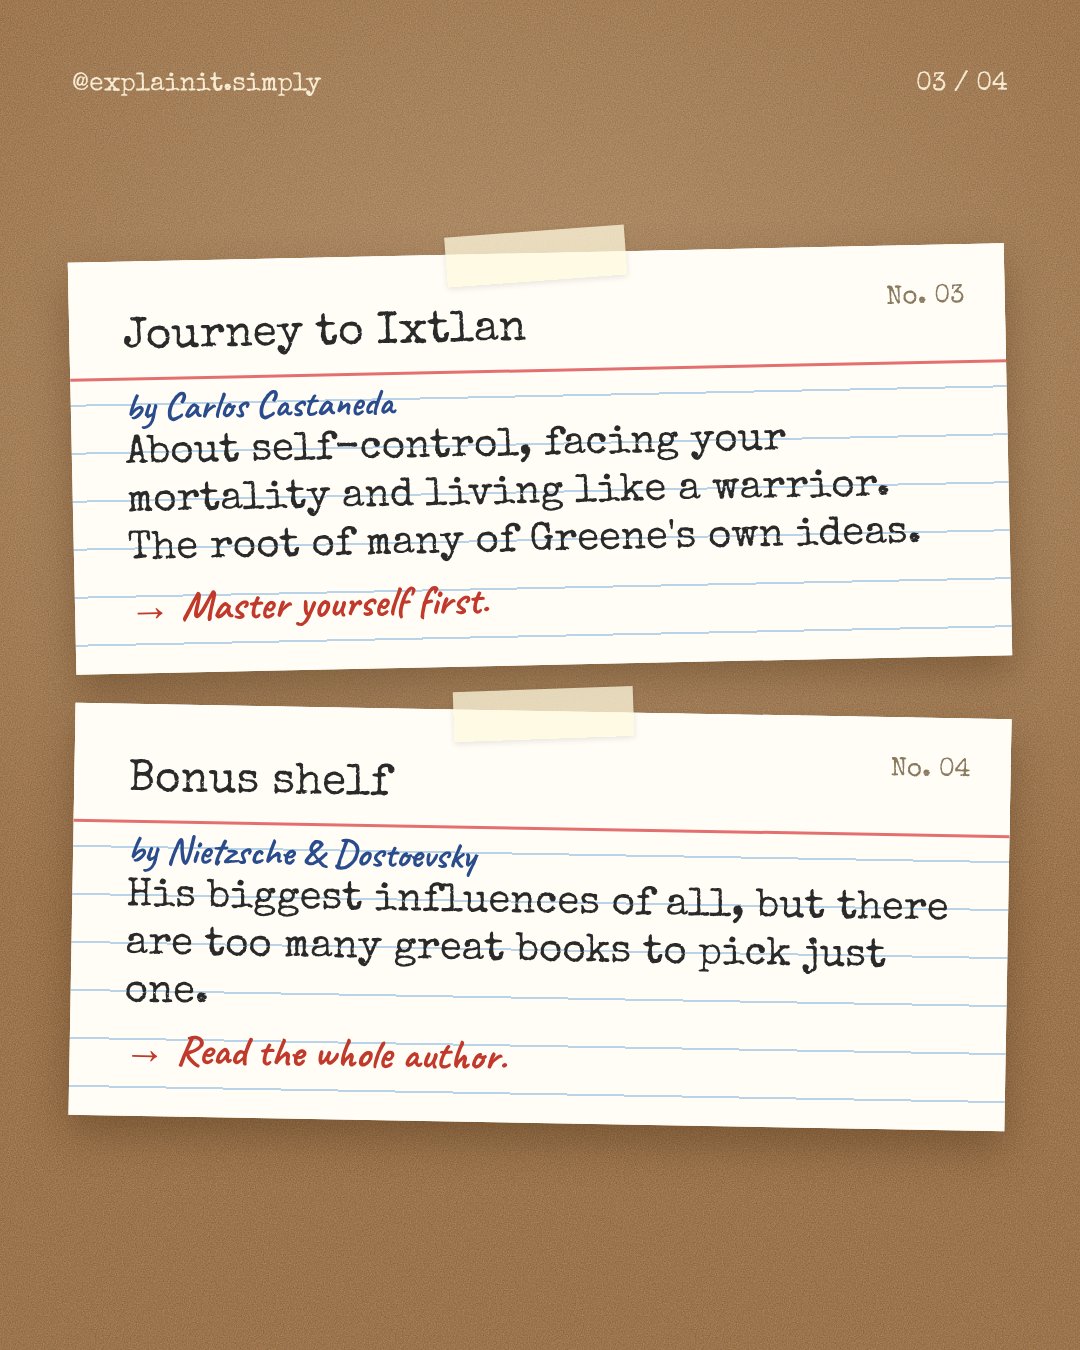 @explainit.simply
03 / 04
No. 03
Journey to Ixtlan
by Carlos Castaneda
About self-control, facing your
mortality and living like a warrior.
The root of many of Greene's own ideas.
→ Master yourself first.
No. 04
Bonus shelf
by Nietzsche & Dostoevsky
His biggest influences of all, but there
are too many great books to pick just
one.
→ Read the whole author.